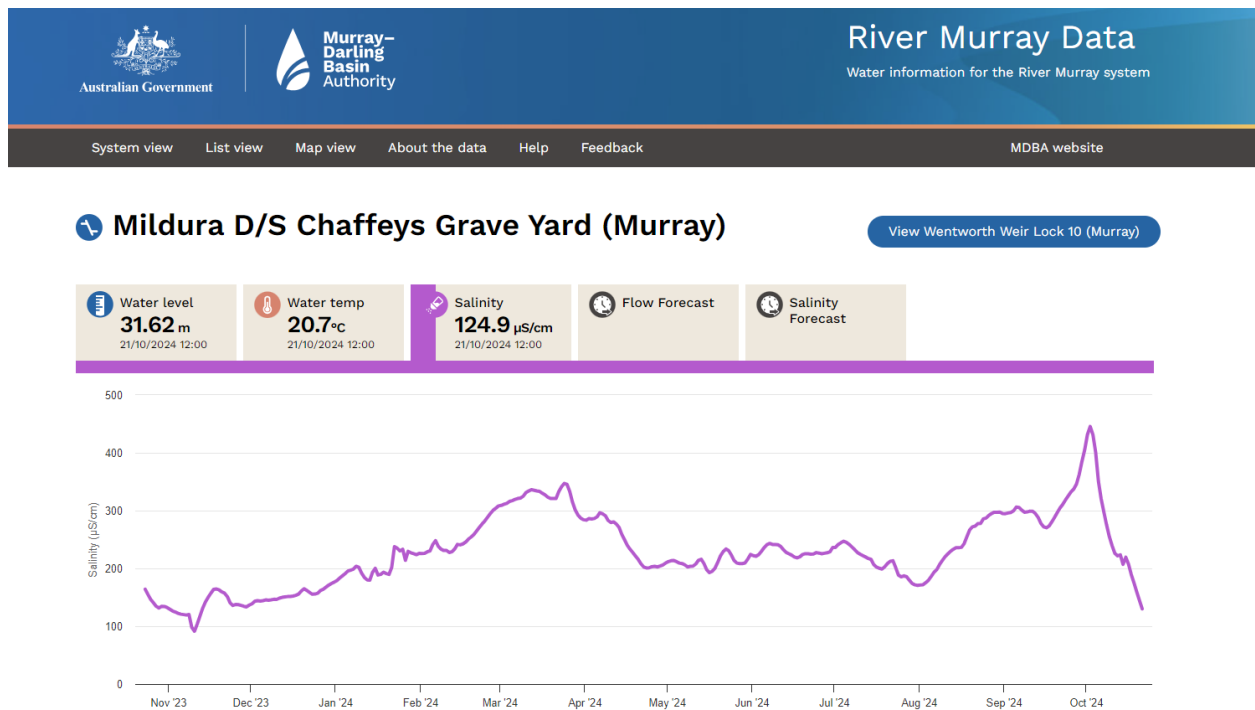 Australian Government
Murray–
Darling
Basin
Authority
River Murray Data
Water information for the River Murray system
System view
List view
Map view
About the data
Help
Feedback
MDBA website
Mildura D/S Chaffeys Grave Yard (Murray)
View Wentworth Weir Lock 10 (Murray)
Water level
31.62 m
21/10/2024 12:00
Water temp
20.7°C
21/10/2024 12:00
Salinity
124.9 µS/cm
21/10/2024 12:00
Flow Forecast
Salinity
Forecast
Salinity (µS/cm)
500
400
300
200
100
0
Nov '23
Dec '23
Jan '24
Feb '24
Mar '24
Apr '24
May '24
Jun '24
Jul '24
Aug '24
Sep '24
Oct '24